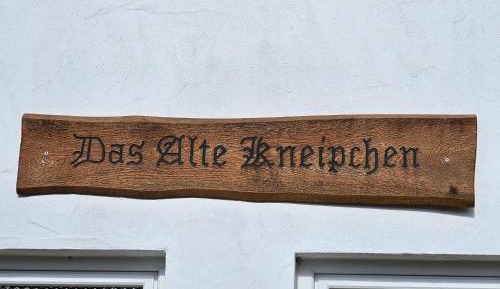 Das Alte Kneipchen